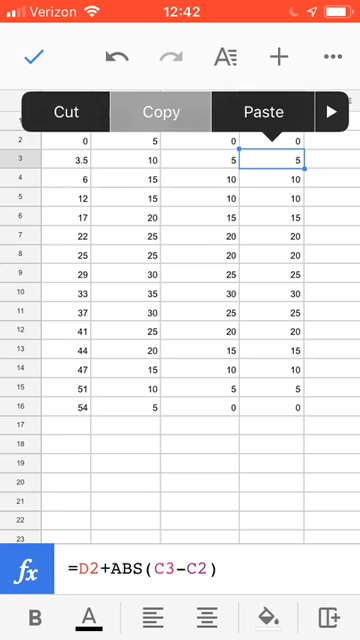 Verizon 12:42
Cut Copy Paste
2 0 5 0 0
3 3.5 10 5 5
4 6 15 10 10
5 12 15 10 10
6 17 20 15 15
7 22 25 20 20
8 25 25 20 20
9 29 30 25 25
10 33 35 30 30
11 37 30 25 25
12 41 25 20 20
13 44 20 15 15
14 47 15 10 10
15 51 10 5 5
16 54 5 0 0
17
18
19
20
21
22
23
fx =D2+ABS(C3-C2)
B A